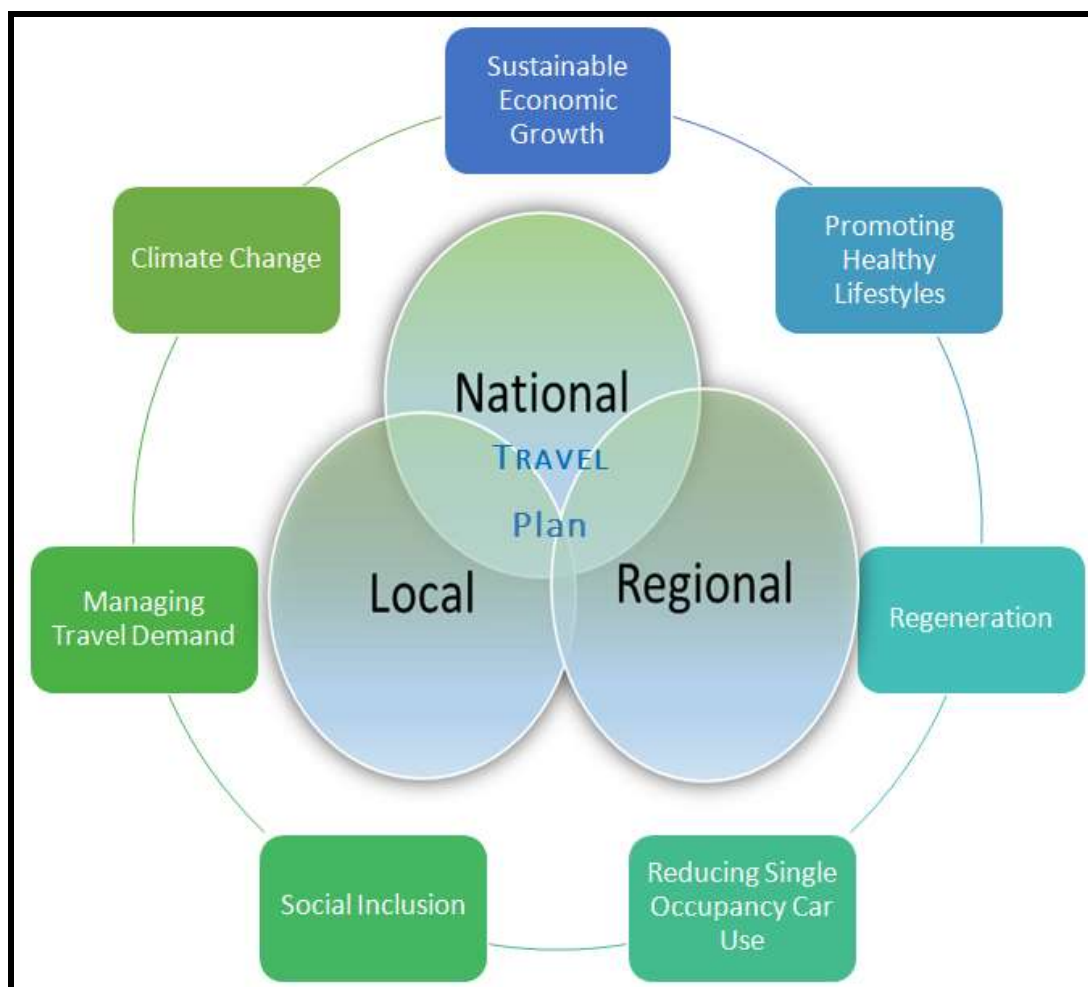 Sustainable
Economic
Growth
Climate Change
Promoting
Healthy
Lifestyles
National
TRAVEL
Plan
Local
Regional
Managing
Travel Demand
Regeneration
Social Inclusion
Reducing Single
Occupancy Car
Use